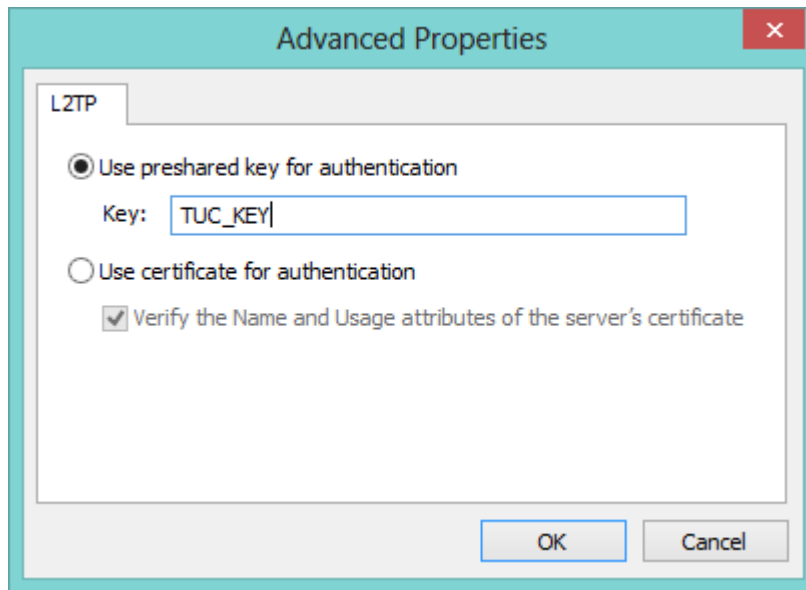 Advanced Properties
L2TP
Use preshared key for authentication
Key: TUC_KEY
Use certificate for authentication
Verify the Name and Usage attributes of the server's certificate
OK Cancel